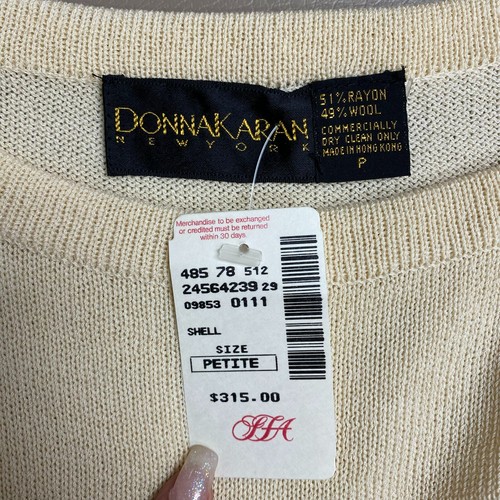 DONNAKARAN
NEW YORK
51% RAYON
49% WOOL
COMMERCIALLY
DRY CLEAN ONLY
MADE IN HONG KONG
P
Merchandise to be exchanged
or credited must be returned
within 30 days.
485 78 512
24564239 29
09853 0111
SHELL
SIZE
PETITE
$315.00